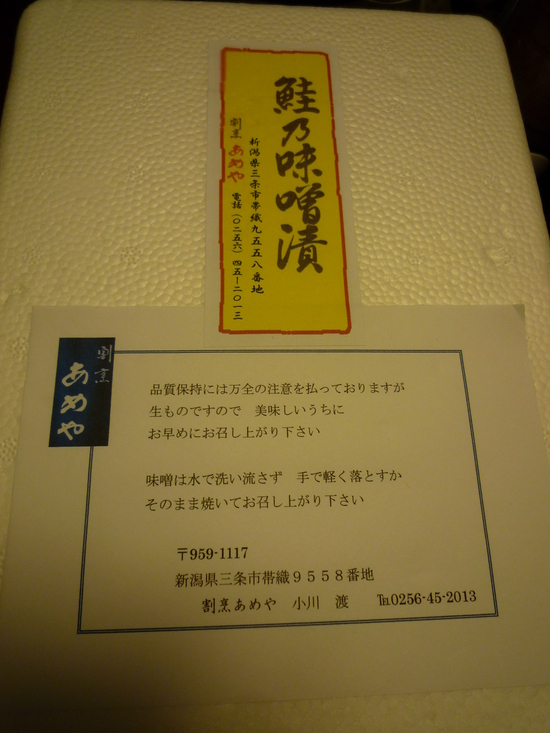 鮭乃味噌漬
新潟県三条市帯織九五五八番地
割烹 あめや 電話(〇二五六)四五-二〇一三
割烹
あめや
品質保持には万全の注意を払っておりますが
生ものですので 美味しいうちに
お早めにお召し上がり下さい
味噌は水で洗い流さず 手で軽く落とすか
そのまま焼いてお召し上がり下さい
〒959-1117
新潟県三条市帯織９５５８番地
割烹あめや 小川 渡 ℡0256-45-2013